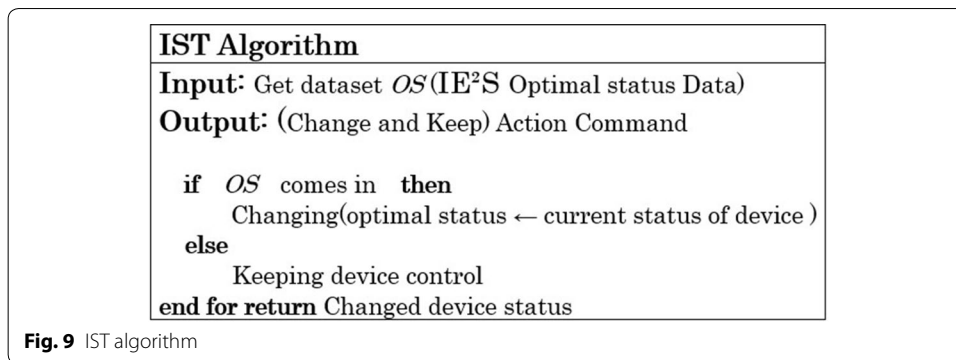 IST Algorithm
Input: Get dataset OS(IE²S Optimal status Data)
Output: (Change and Keep) Action Command
if OS comes in then
Changing(optimal status ← current status of device )
else
Keeping device control
end for return Changed device status
Fig. 9 IST algorithm